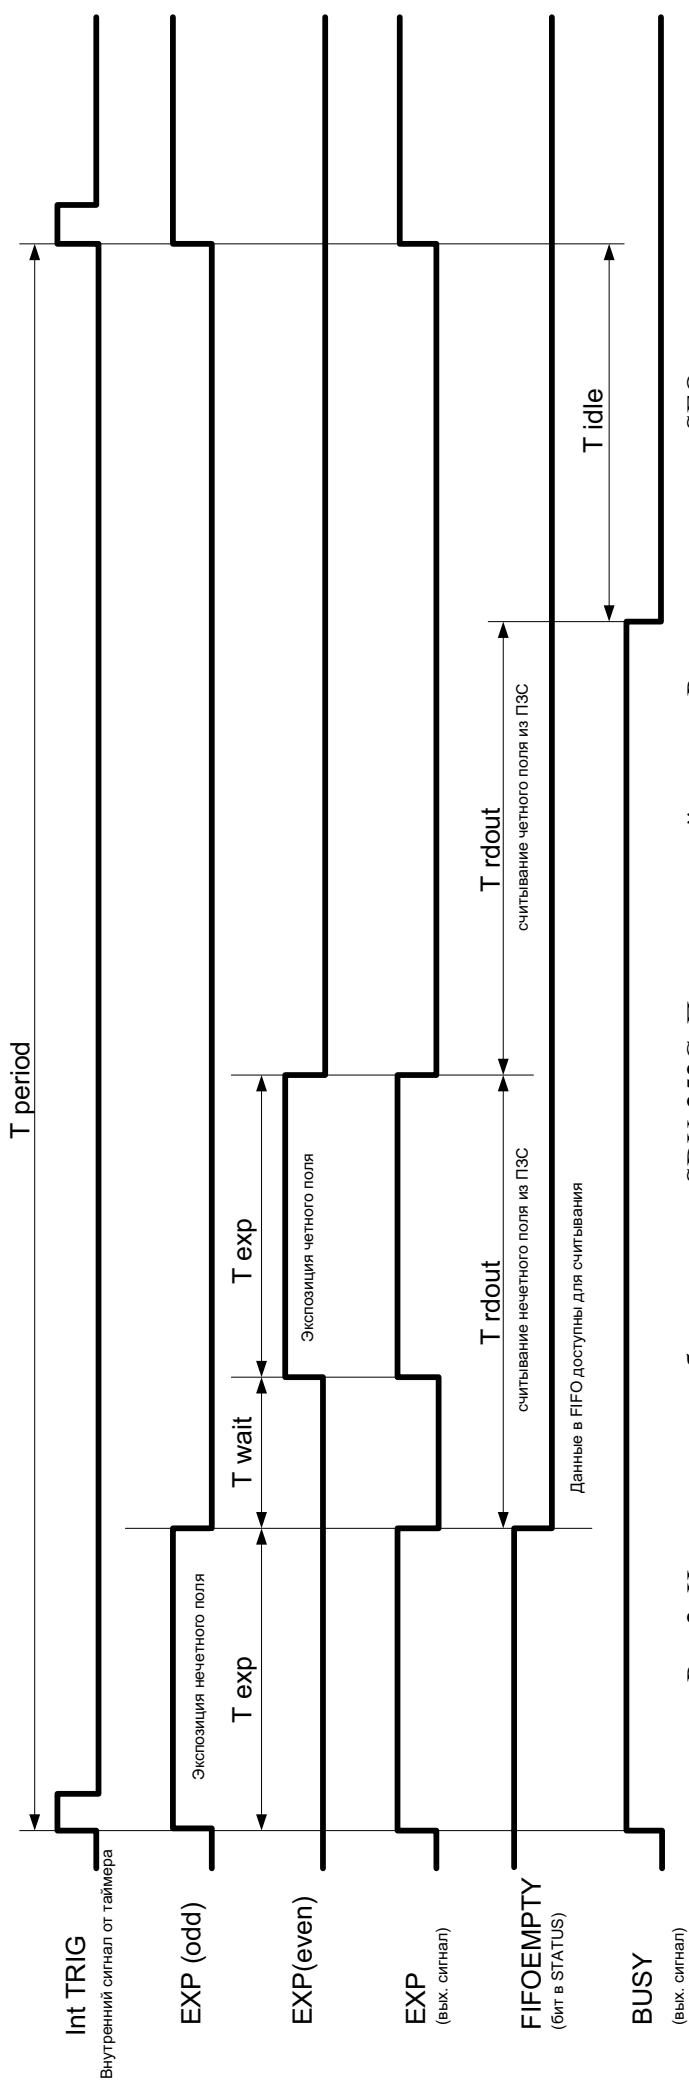 T period
Int TRIG
Внутренний сигнал от таймера
EXP (odd)
Экспозиция нечетного поля
T exp
T wait
T exp
EXP(even)
Экспозиция четного поля
EXP
(вых. сигнал)
T rdout
считывание нечетного поля из ПЗС
T rdout
считывание четного поля из ПЗС
FIFOEMPTY
(бит в STATUS)
Данные в FIFO доступны для считывания
T idle
BUSY
(вых. сигнал)